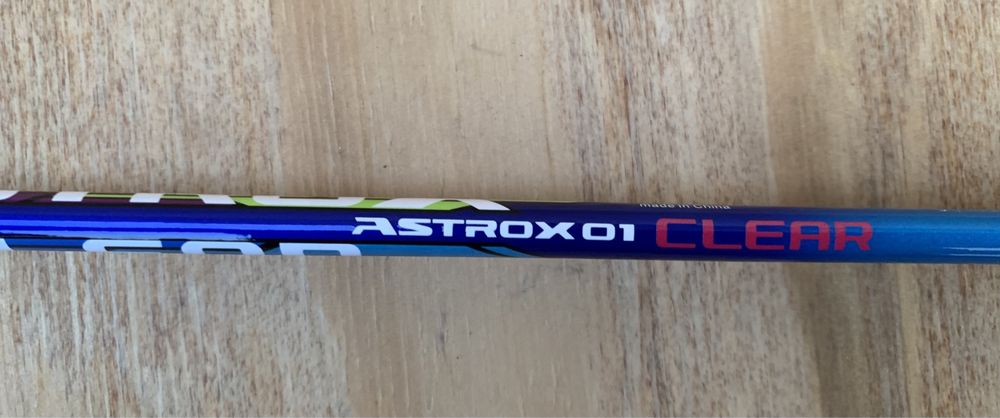 made in China
ASTROX 01 CLEAR